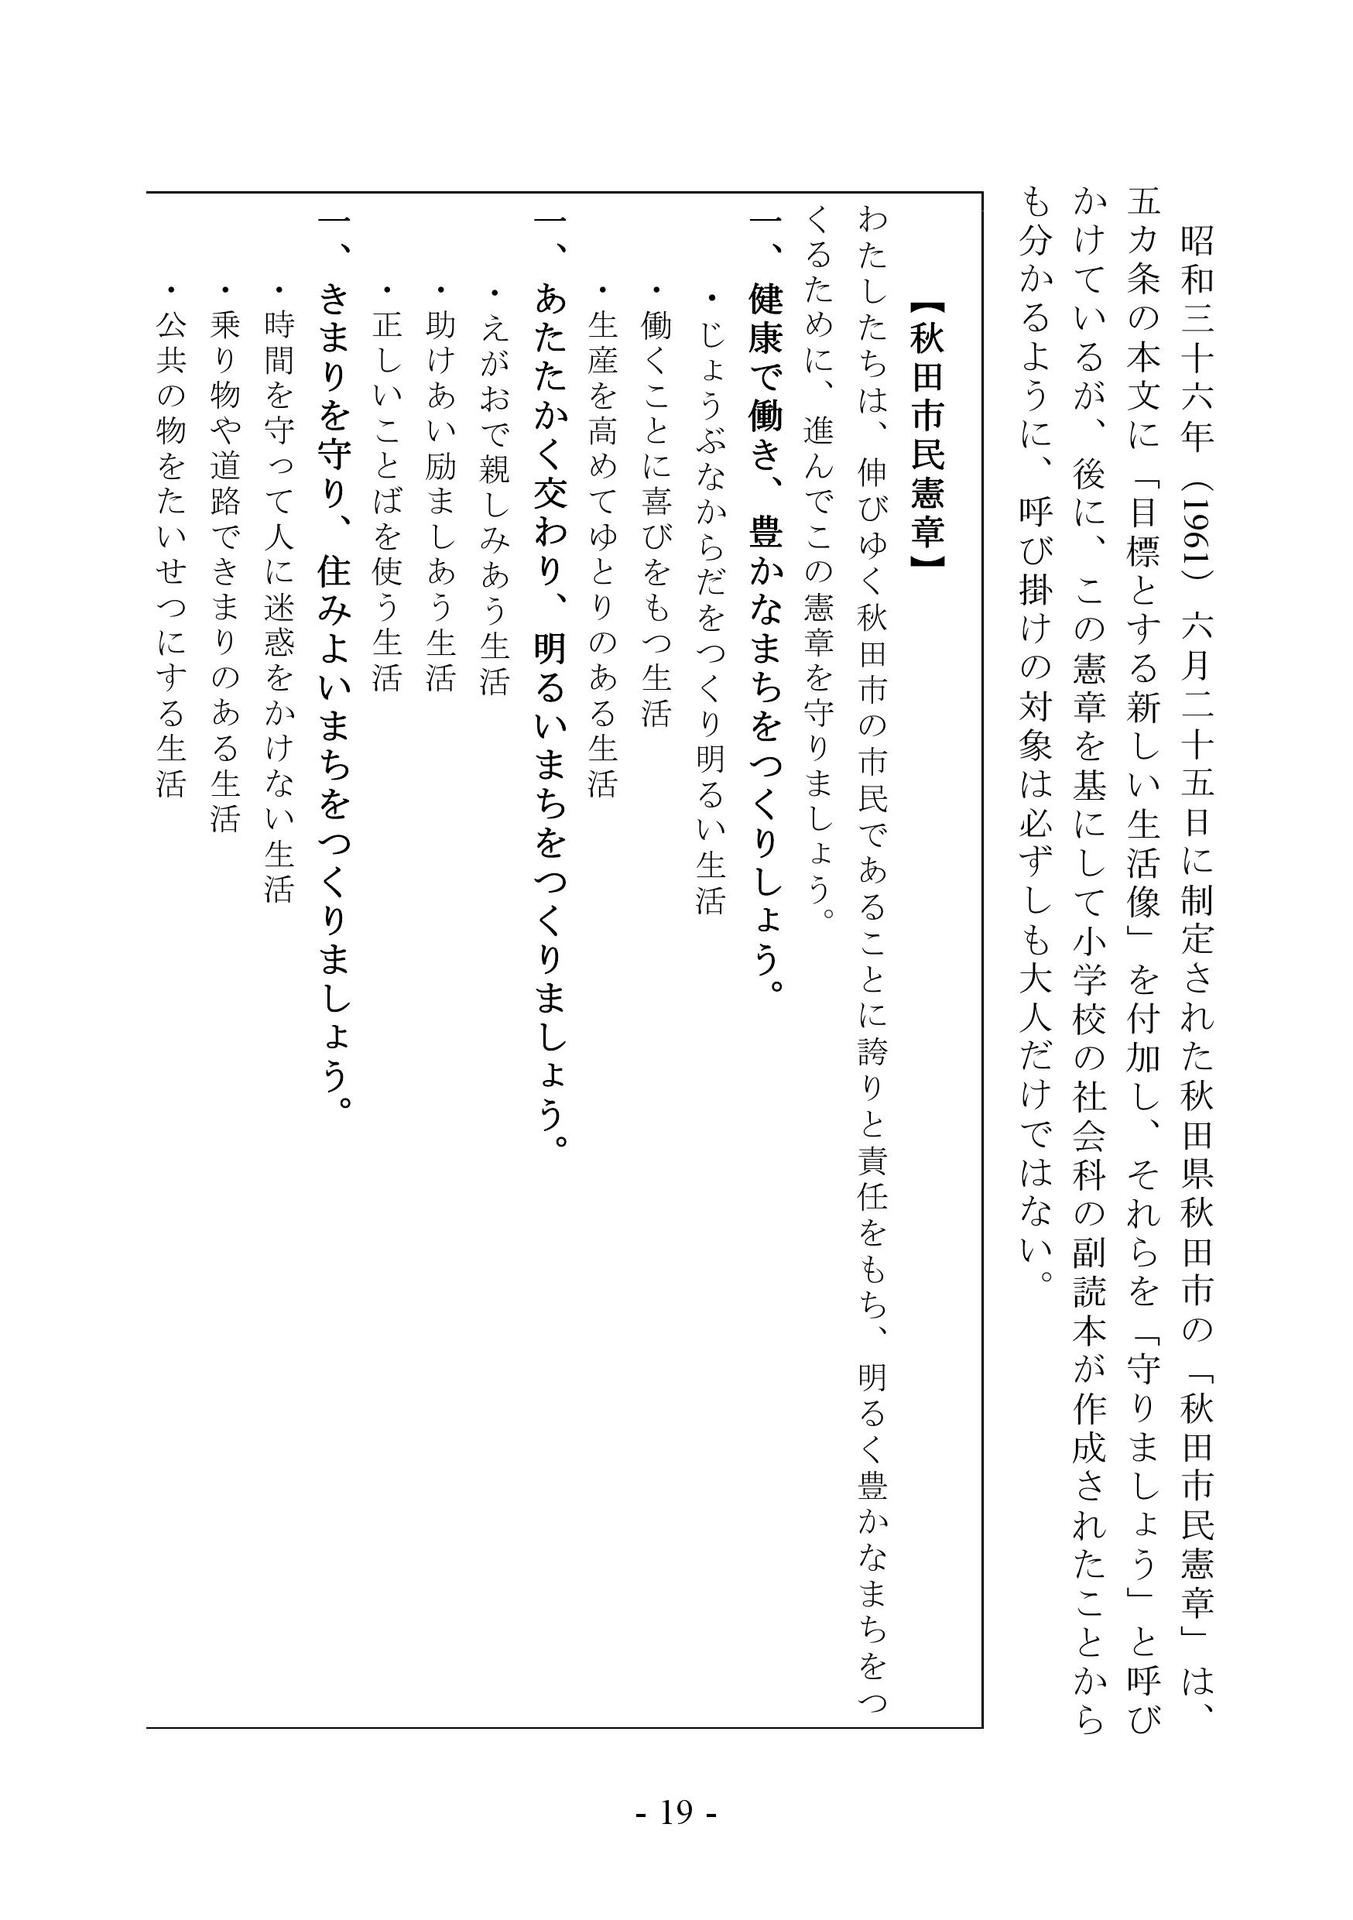 昭和三十六年（1961）六月二十五日に制定された秋田県秋田市の「秋田市民憲章」は、
五カ条の本文に「目標とする新しい生活像」を付加し、それらを「守りましょう」と呼び
かけているが、後に、この憲章を基にして小学校の社会科の副読本が作成されたことから
も分かるように、呼び掛けの対象は必ずしも大人だけではない。
【秋田市民憲章】
わたしたちは、伸びゆく秋田市の市民であることに誇りと責任をもち、明るく豊かなまちをつ
くるために、進んでこの憲章を守りましょう。
一、健康で働き、豊かなまちをつくりしょう。
・じょうぶなからだをつくり明るい生活
・働くことに喜びをもつ生活
・生産を高めてゆとりのある生活
一、あたたかく交わり、明るいまちをつくりましょう。
・えがおで親しみあう生活
・助けあい励ましあう生活
・正しいことばを使う生活
一、きまりを守り、住みよいまちをつくりましょう。
・時間を守って人に迷惑をかけない生活
・乗り物や道路できまりのある生活
・公共の物をたいせつにする生活
- 19 -